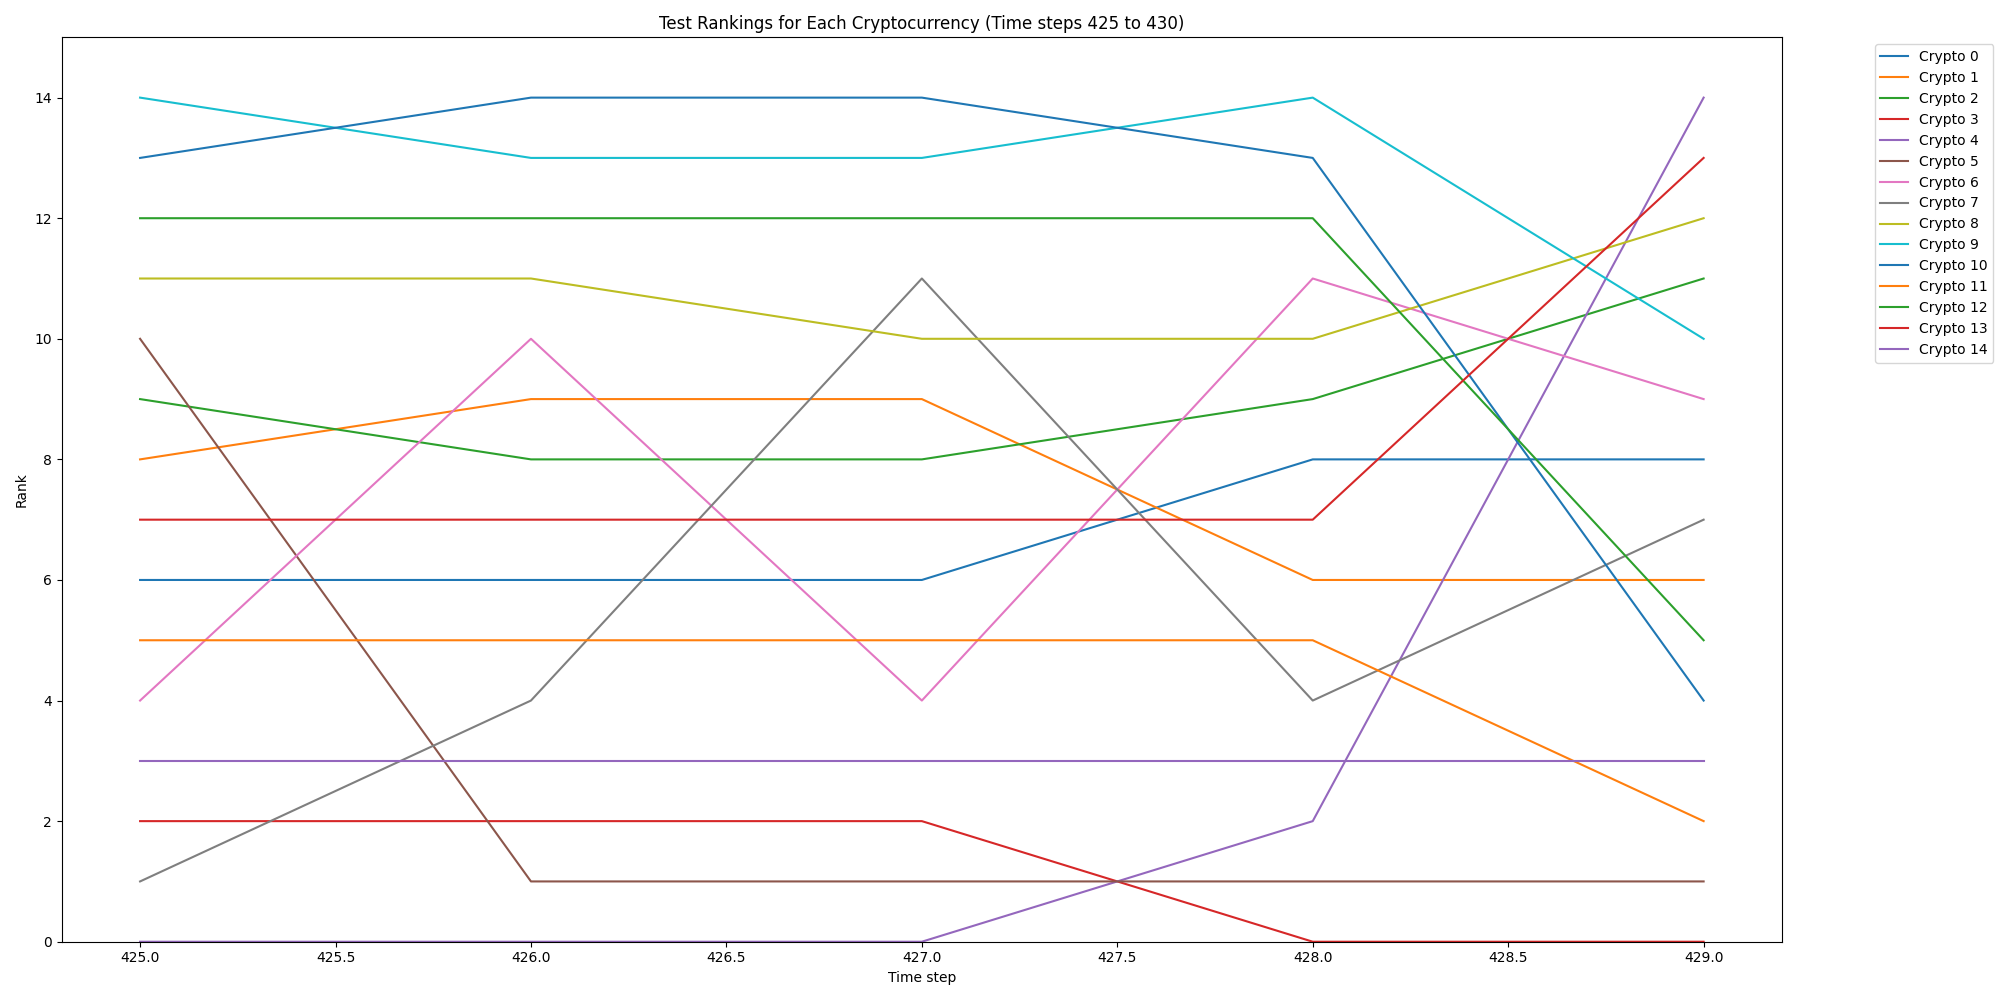 Test Rankings for Each Cryptocurrency (Time steps 425 to 430)
Rank
14
12
10
8
6
4
2
0
425.0 425.5 426.0 426.5 427.0 427.5 428.0 428.5 429.0
Time step
Crypto 0
Crypto 1
Crypto 2
Crypto 3
Crypto 4
Crypto 5
Crypto 6
Crypto 7
Crypto 8
Crypto 9
Crypto 10
Crypto 11
Crypto 12
Crypto 13
Crypto 14